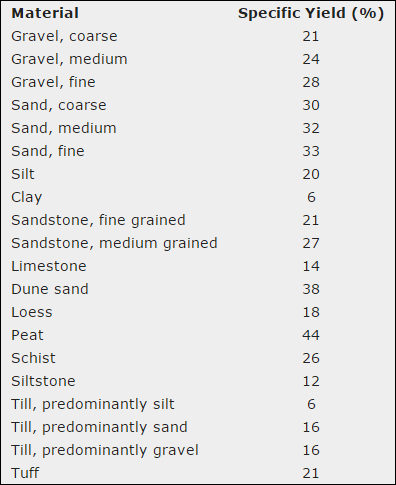 Material Specific Yield (%)
Gravel, coarse 21
Gravel, medium 24
Gravel, fine 28
Sand, coarse 30
Sand, medium 32
Sand, fine 33
Silt 20
Clay 6
Sandstone, fine grained 21
Sandstone, medium grained 27
Limestone 14
Dune sand 38
Loess 18
Peat 44
Schist 26
Siltstone 12
Till, predominantly silt 6
Till, predominantly sand 16
Till, predominantly gravel 16
Tuff 21